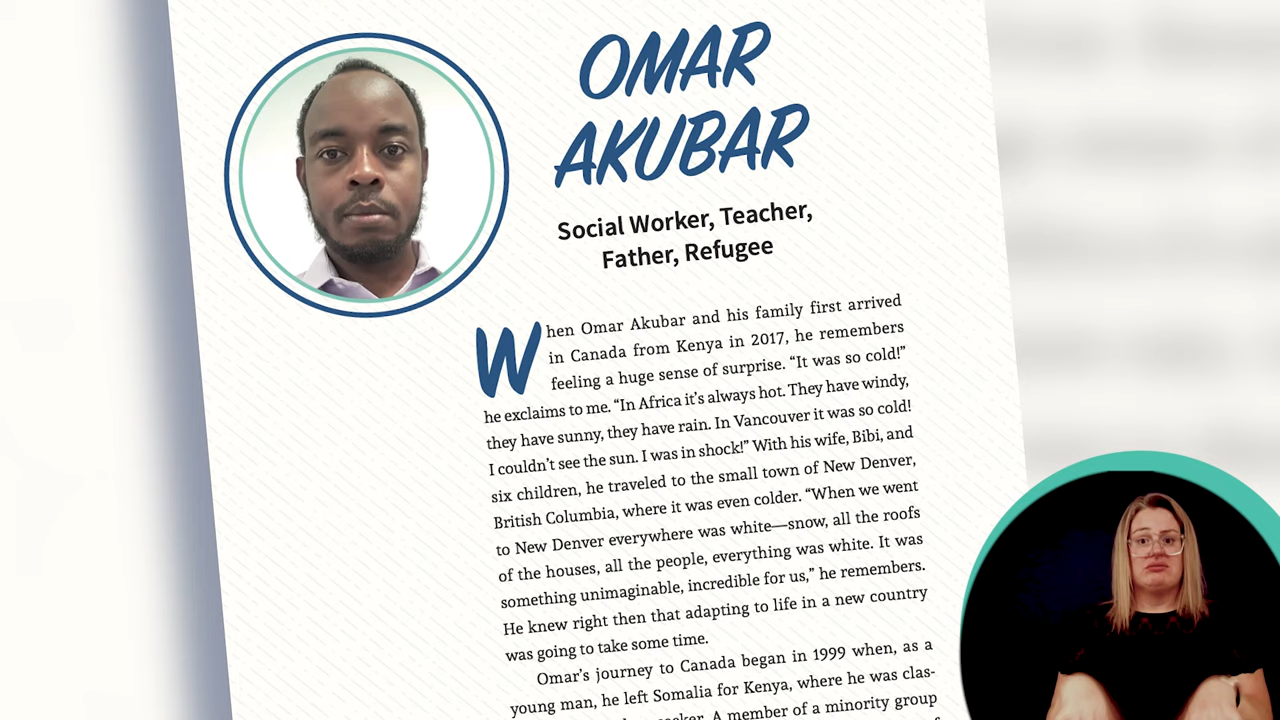 OMAR
AKUBAR
Social Worker, Teacher,
Father, Refugee
When Omar Akubar and his family first arrived
in Canada from Kenya in 2017, he remembers
feeling a huge sense of surprise. “It was so cold!”
he exclaims to me. “In Africa it’s always hot. They have windy,
they have sunny, they have rain. In Vancouver it was so cold!
I couldn’t see the sun. I was in shock!” With his wife, Bibi, and
six children, he traveled to the small town of New Denver,
British Columbia, where it was even colder. “When we went
to New Denver everywhere was white—snow, all the roofs
of the houses, all the people, everything was white. It was
something unimaginable, incredible for us,” he remembers.
He knew right then that adapting to life in a new country
was going to take some time.
Omar’s journey to Canada began in 1999 when, as a
young man, he left Somalia for Kenya, where he was clas-
A member of a minority group